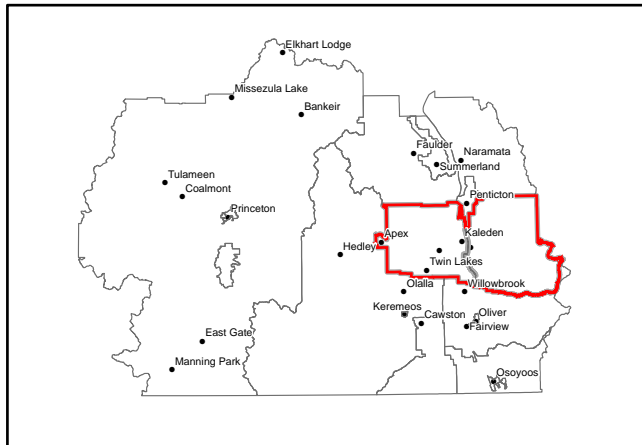 Elkhart Lodge
Missezula Lake
Bankeir
Faulder
Naramata
Summerland
Tulameen
Coalmont
Penticton
Princeton
Apex
Kaleden
Hedley
Twin Lakes
Olalla
Willowbrook
Keremeos
Cawston
Oliver
Fairview
East Gate
Manning Park
Osoyoos